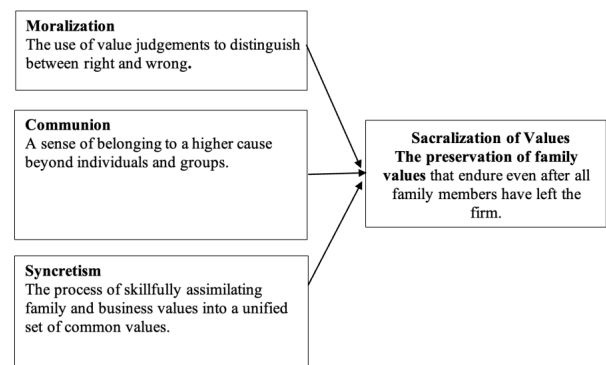 Moralization
The use of value judgements to distinguish
between right and wrong.
Communion
A sense of belonging to a higher cause
beyond individuals and groups.
Syncretism
The process of skillfully assimilating
family and business values into a unified
set of common values.
Sacralization of Values
The preservation of family
values that endure even after all
family members have left the
firm.